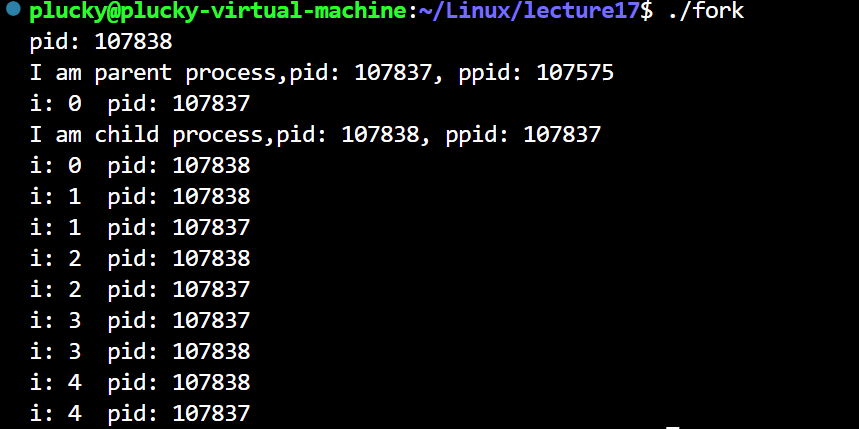 plucky@plucky-virtual-machine:~/Linux/lecture17$ ./fork
pid: 107838
I am parent process,pid: 107837, ppid: 107575
i: 0  pid: 107837
I am child process,pid: 107838, ppid: 107837
i: 0  pid: 107838
i: 1  pid: 107838
i: 1  pid: 107837
i: 2  pid: 107838
i: 2  pid: 107837
i: 3  pid: 107837
i: 3  pid: 107838
i: 4  pid: 107838
i: 4  pid: 107837